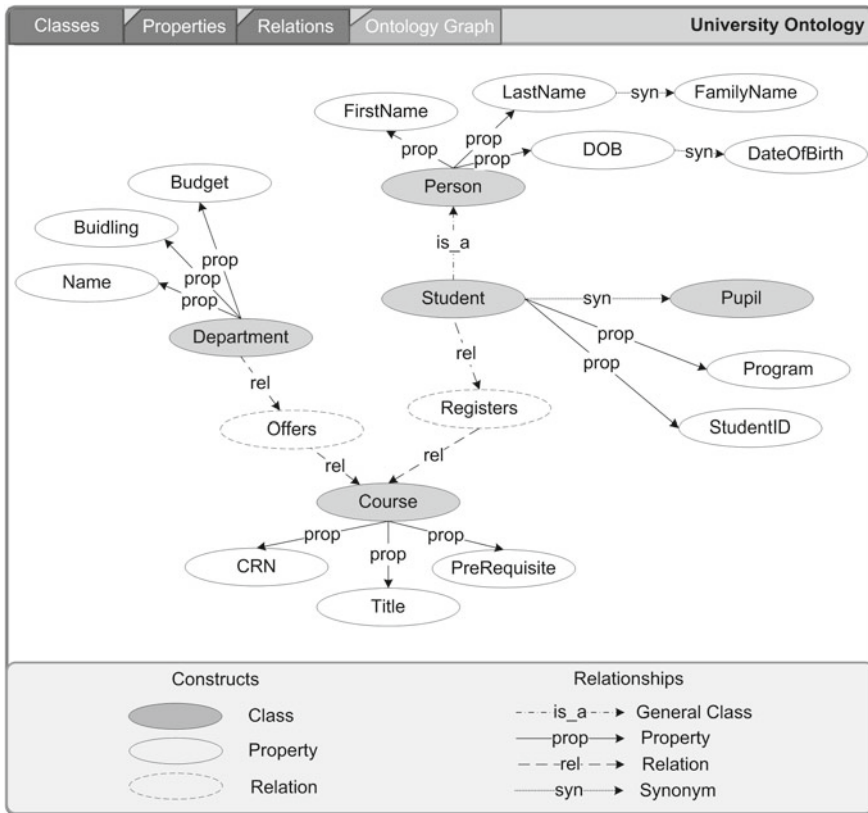 Classes Properties Relations Ontology Graph University Ontology
LastName syn FamilyName
FirstName
prop prop prop DOB syn DateOfBirth
Person
Budget
Buidling
is_a
prop
Name prop
prop
Student syn Pupil
Department
prop
rel rel prop Program
Registers
Offers StudentID
rel rel
Course
prop prop prop
CRN PreRequisite
Title
Constructs Relationships
Class is_a General Class
Property prop Property
Relation rel Relation
syn Synonym